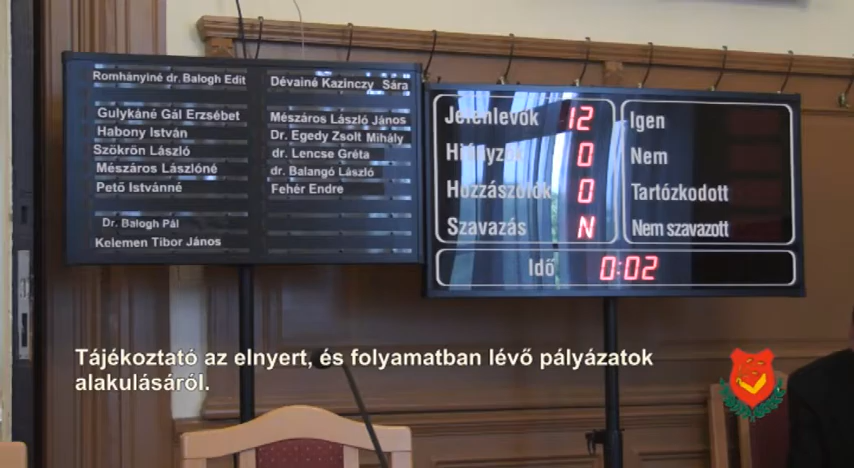 Romhányiné dr. Balogh Edit
Gulykáné Gál Erzsébet
Habony István
Szökrön László
Mészáros Lászlóné
Pető Istvánné
Dr. Balogh Pál
Kelemen Tibor János
Dévainé Kazinczy Sára
Mészáros László János
Dr. Egedy Zsolt Mihály
dr. Lencse Gréta
dr. Balangó László
Fehér Endre
Jelenlévők 12
Hiányzók 0
Hozzászólók 0
Szavazás N
Igen
Nem
Tartózkodott
Nem szavazott
Idő 0:02
Tájékoztató az elnyert, és folyamatban lévő pályázatok
alakulásáról.